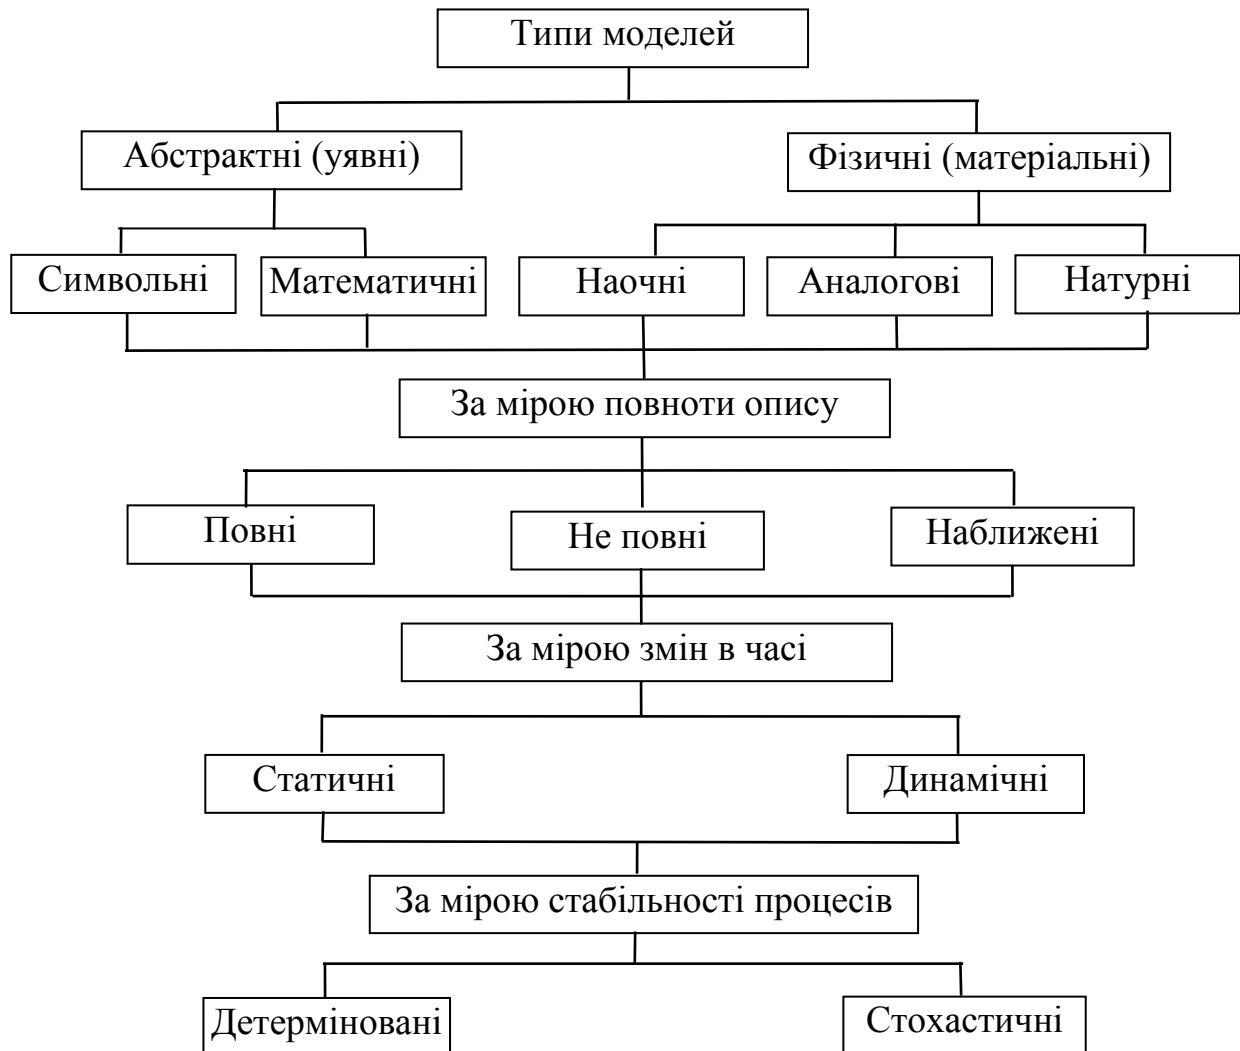 Типи моделей
Абстрактні (уявні)
Фізичні (матеріальні)
Символьні
Математичні
Наочні
Аналогові
Натурні
За мірою повноти опису
Повні
Не повні
Наближені
За мірою змін в часі
Статичні
Динамічні
За мірою стабільності процесів
Детерміновані
Стохастичні